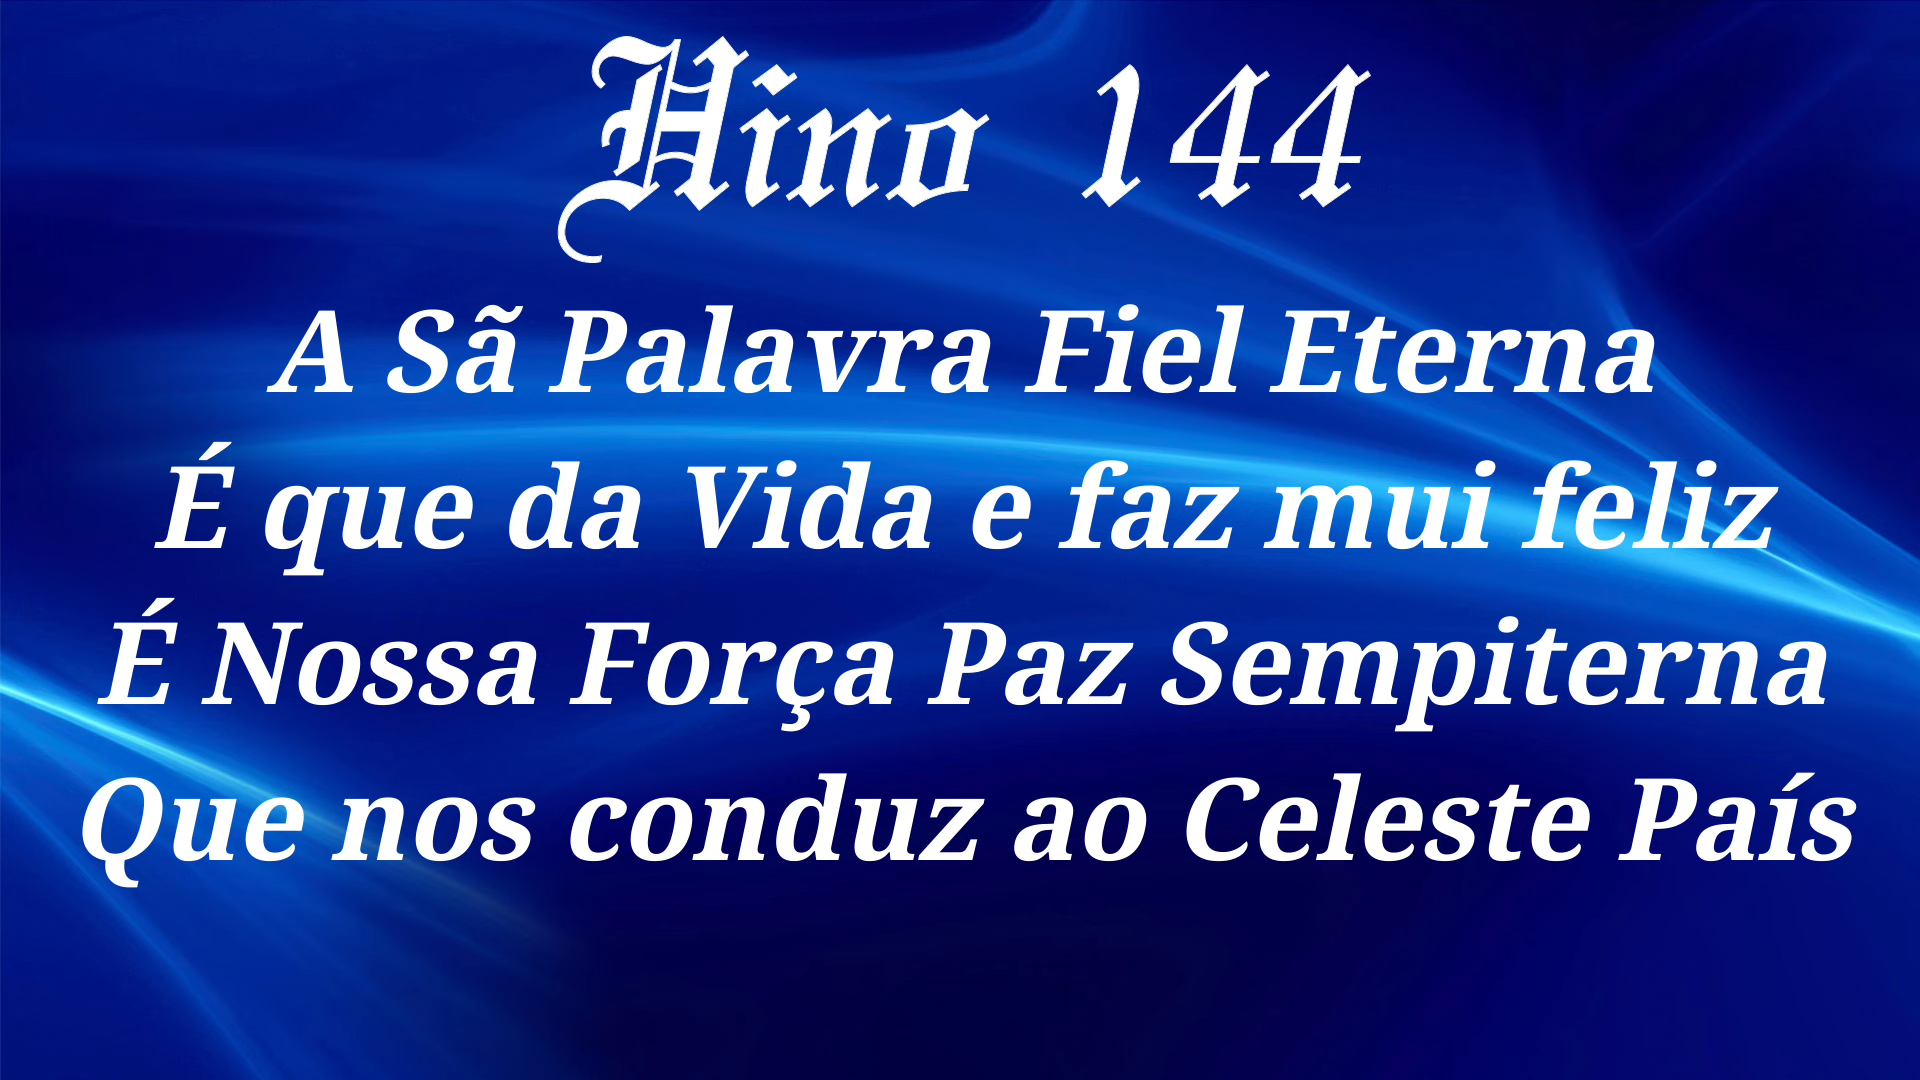 Hino 144
A Sã Palavra Fiel Eterna
É que da Vida e faz mui feliz
É Nossa Força Paz Sempiterna
Que nos conduz ao Celeste País